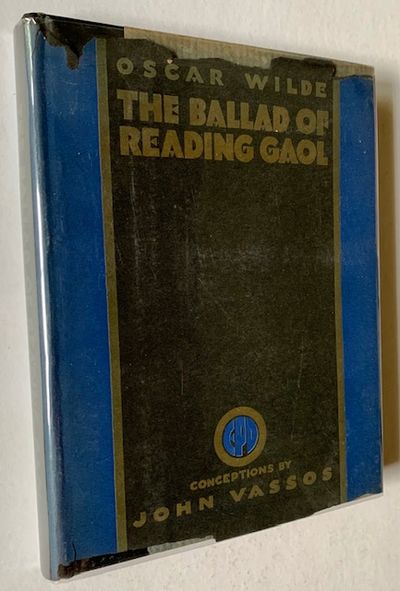 OSCAR WILDE
THE BALLAD OF
READING GAOL
CONCEPTIONS BY
JOHN VASSOS